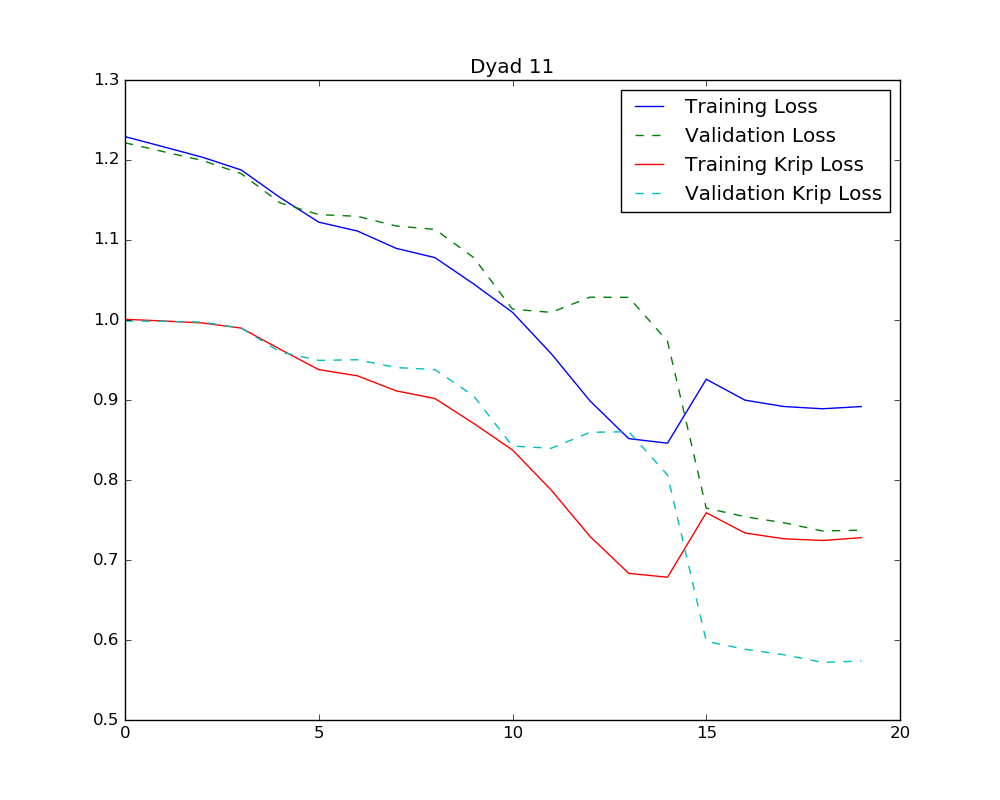 Dyad 11
1.3
1.2
1.1
1.0
0.9
0.8
0.7
0.6
0.5
Training Loss
Validation Loss
Training Krip Loss
Validation Krip Loss
0 5 10 15 20